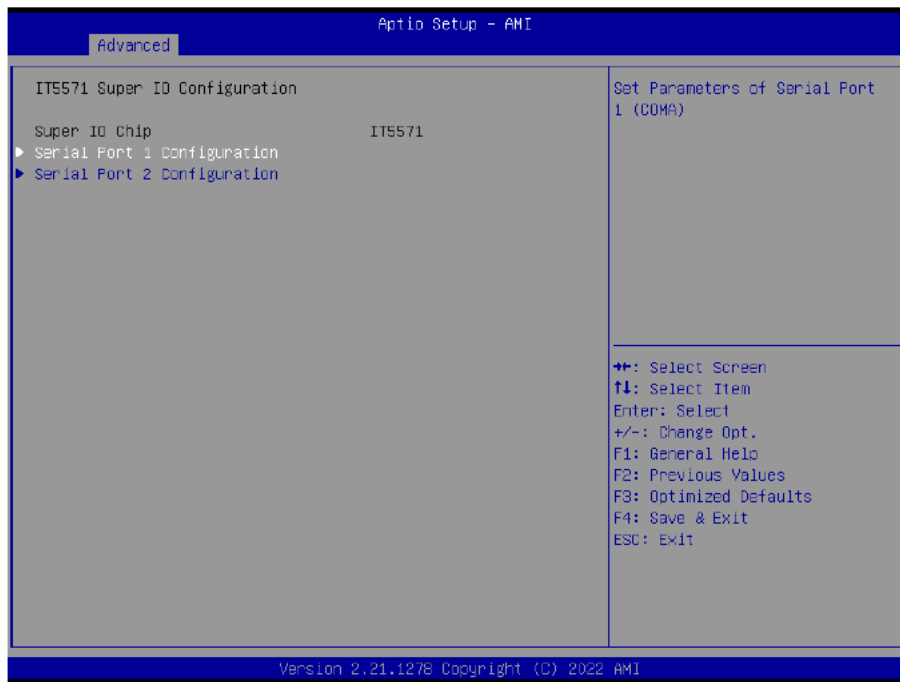 Aptio Setup - AMI
Advanced
IT5571 Super IO Configuration
Super IO Chip IT5571
Serial Port 1 Configuration
Serial Port 2 Configuration
Set Parameters of Serial Port
1 (COMA)
→←: Select Screen
↑↓: Select Item
Enter: Select
+/-: Change Opt.
F1: General Help
F2: Previous Values
F3: Optimized Defaults
F4: Save & Exit
ESC: Exit
Version 2.21.1278 Copyright (C) 2022 AMI